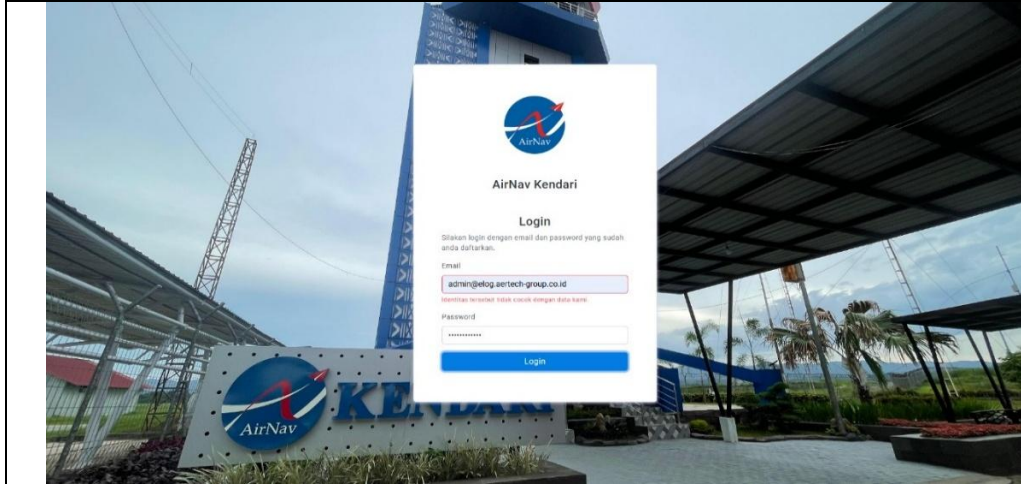 AirNav
AirNav Kendari
Login
Silakan login dengan email dan password yang sudah
anda daftarkan.
Email
admin@elog.aertech-group.co.id
Identitas tersebut tidak cocok dengan data kami.
Password
Login
AirNav
KENDARI